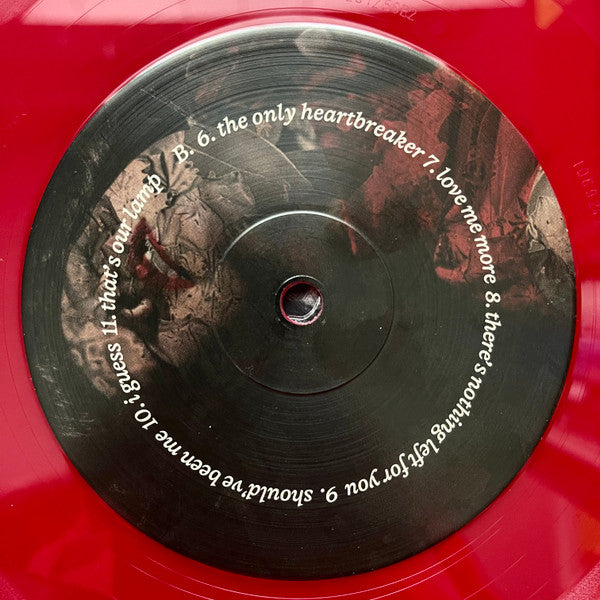 B. 6. the only heartbreaker 7. love me more 8. there's nothing left for you 9. should've been me 10. i guess 11. that's our lamp